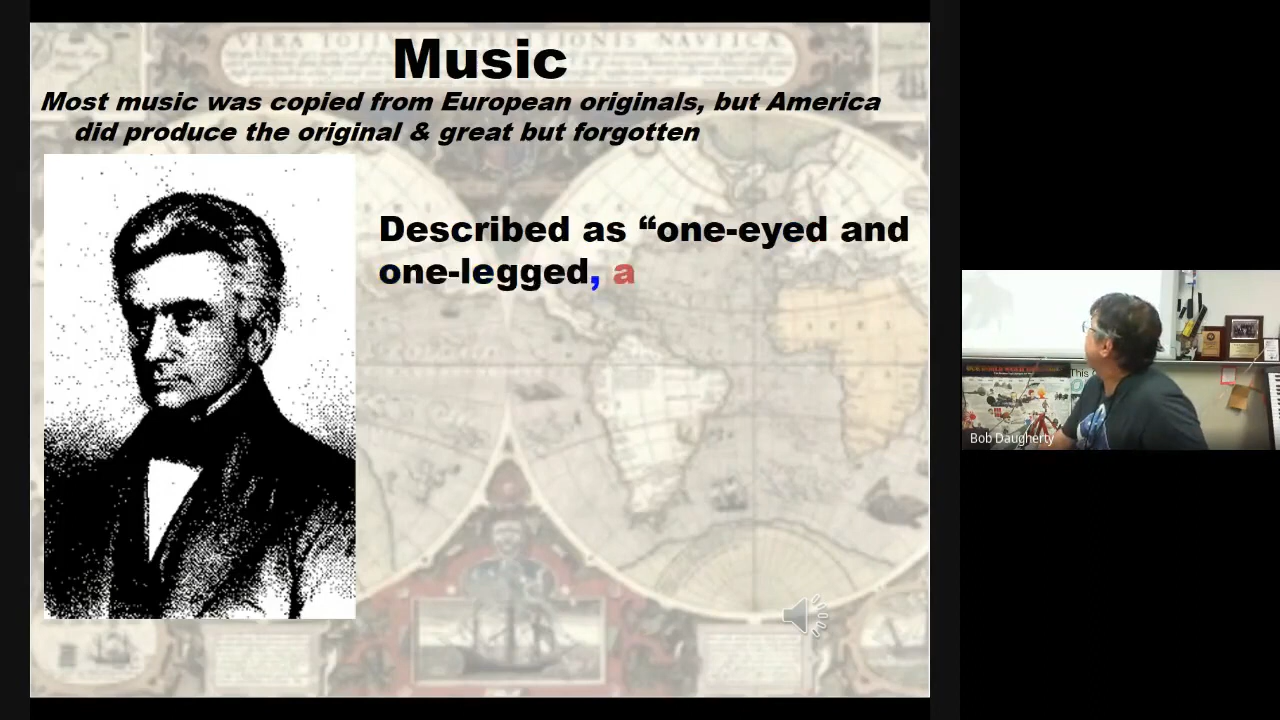 Music
Most music was copied from European originals, but America
did produce the original & great but forgotten
Described as “one-eyed and
one-legged, a
This
Bob Daugherty